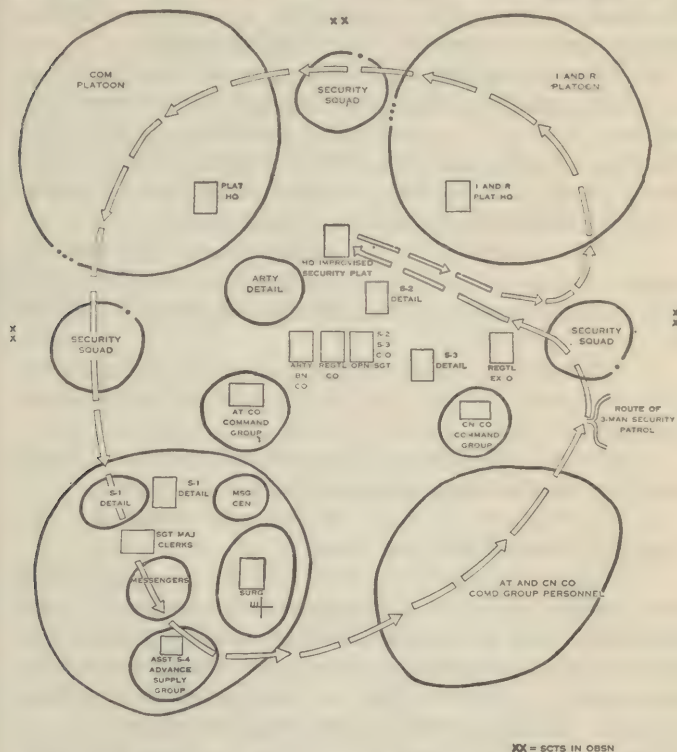 XX
COM
PLATOON
I AND R
PLATOON
SECURITY
SQUAD
PLAT
HQ
I AND R
PLAT HQ
HQ IMPROVISED
SECURITY PLAT
ARTY
DETAIL
S-2
DETAIL
XX
SECURITY
SQUAD
ARTY
BN
CO
REGTL
CO
OPN SGT
S-2
S-3
C O
S-3
DETAIL
REGTL
EX O
SECURITY
SQUAD
XX
AT CO
COMMAND
GROUP
CN CO
COMMAND
GROUP
ROUTE OF
3-MAN SECURITY
PATROL
S-1
DETAIL
S-1
DETAIL
MSG
CEN
SGT MAJ
CLERKS
MESSENGERS
SURG
ASST S-4
ADVANCE
SUPPLY
GROUP
AT AND CN CO
COMD GROUP PERSONNEL
XX = SCTS IN OBSN